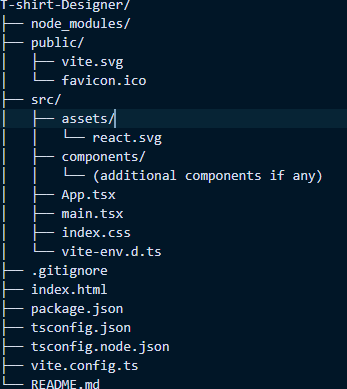 T-shirt-Designer/
├── node_modules/
├── public/
│   ├── vite.svg
│   └── favicon.ico
├── src/
│   ├── assets/
│   │   └── react.svg
│   ├── components/
│   │   └── (additional components if any)
│   ├── App.tsx
│   ├── main.tsx
│   ├── index.css
│   └── vite-env.d.ts
├── .gitignore
├── index.html
├── package.json
├── tsconfig.json
├── tsconfig.node.json
├── vite.config.ts
└── README.md